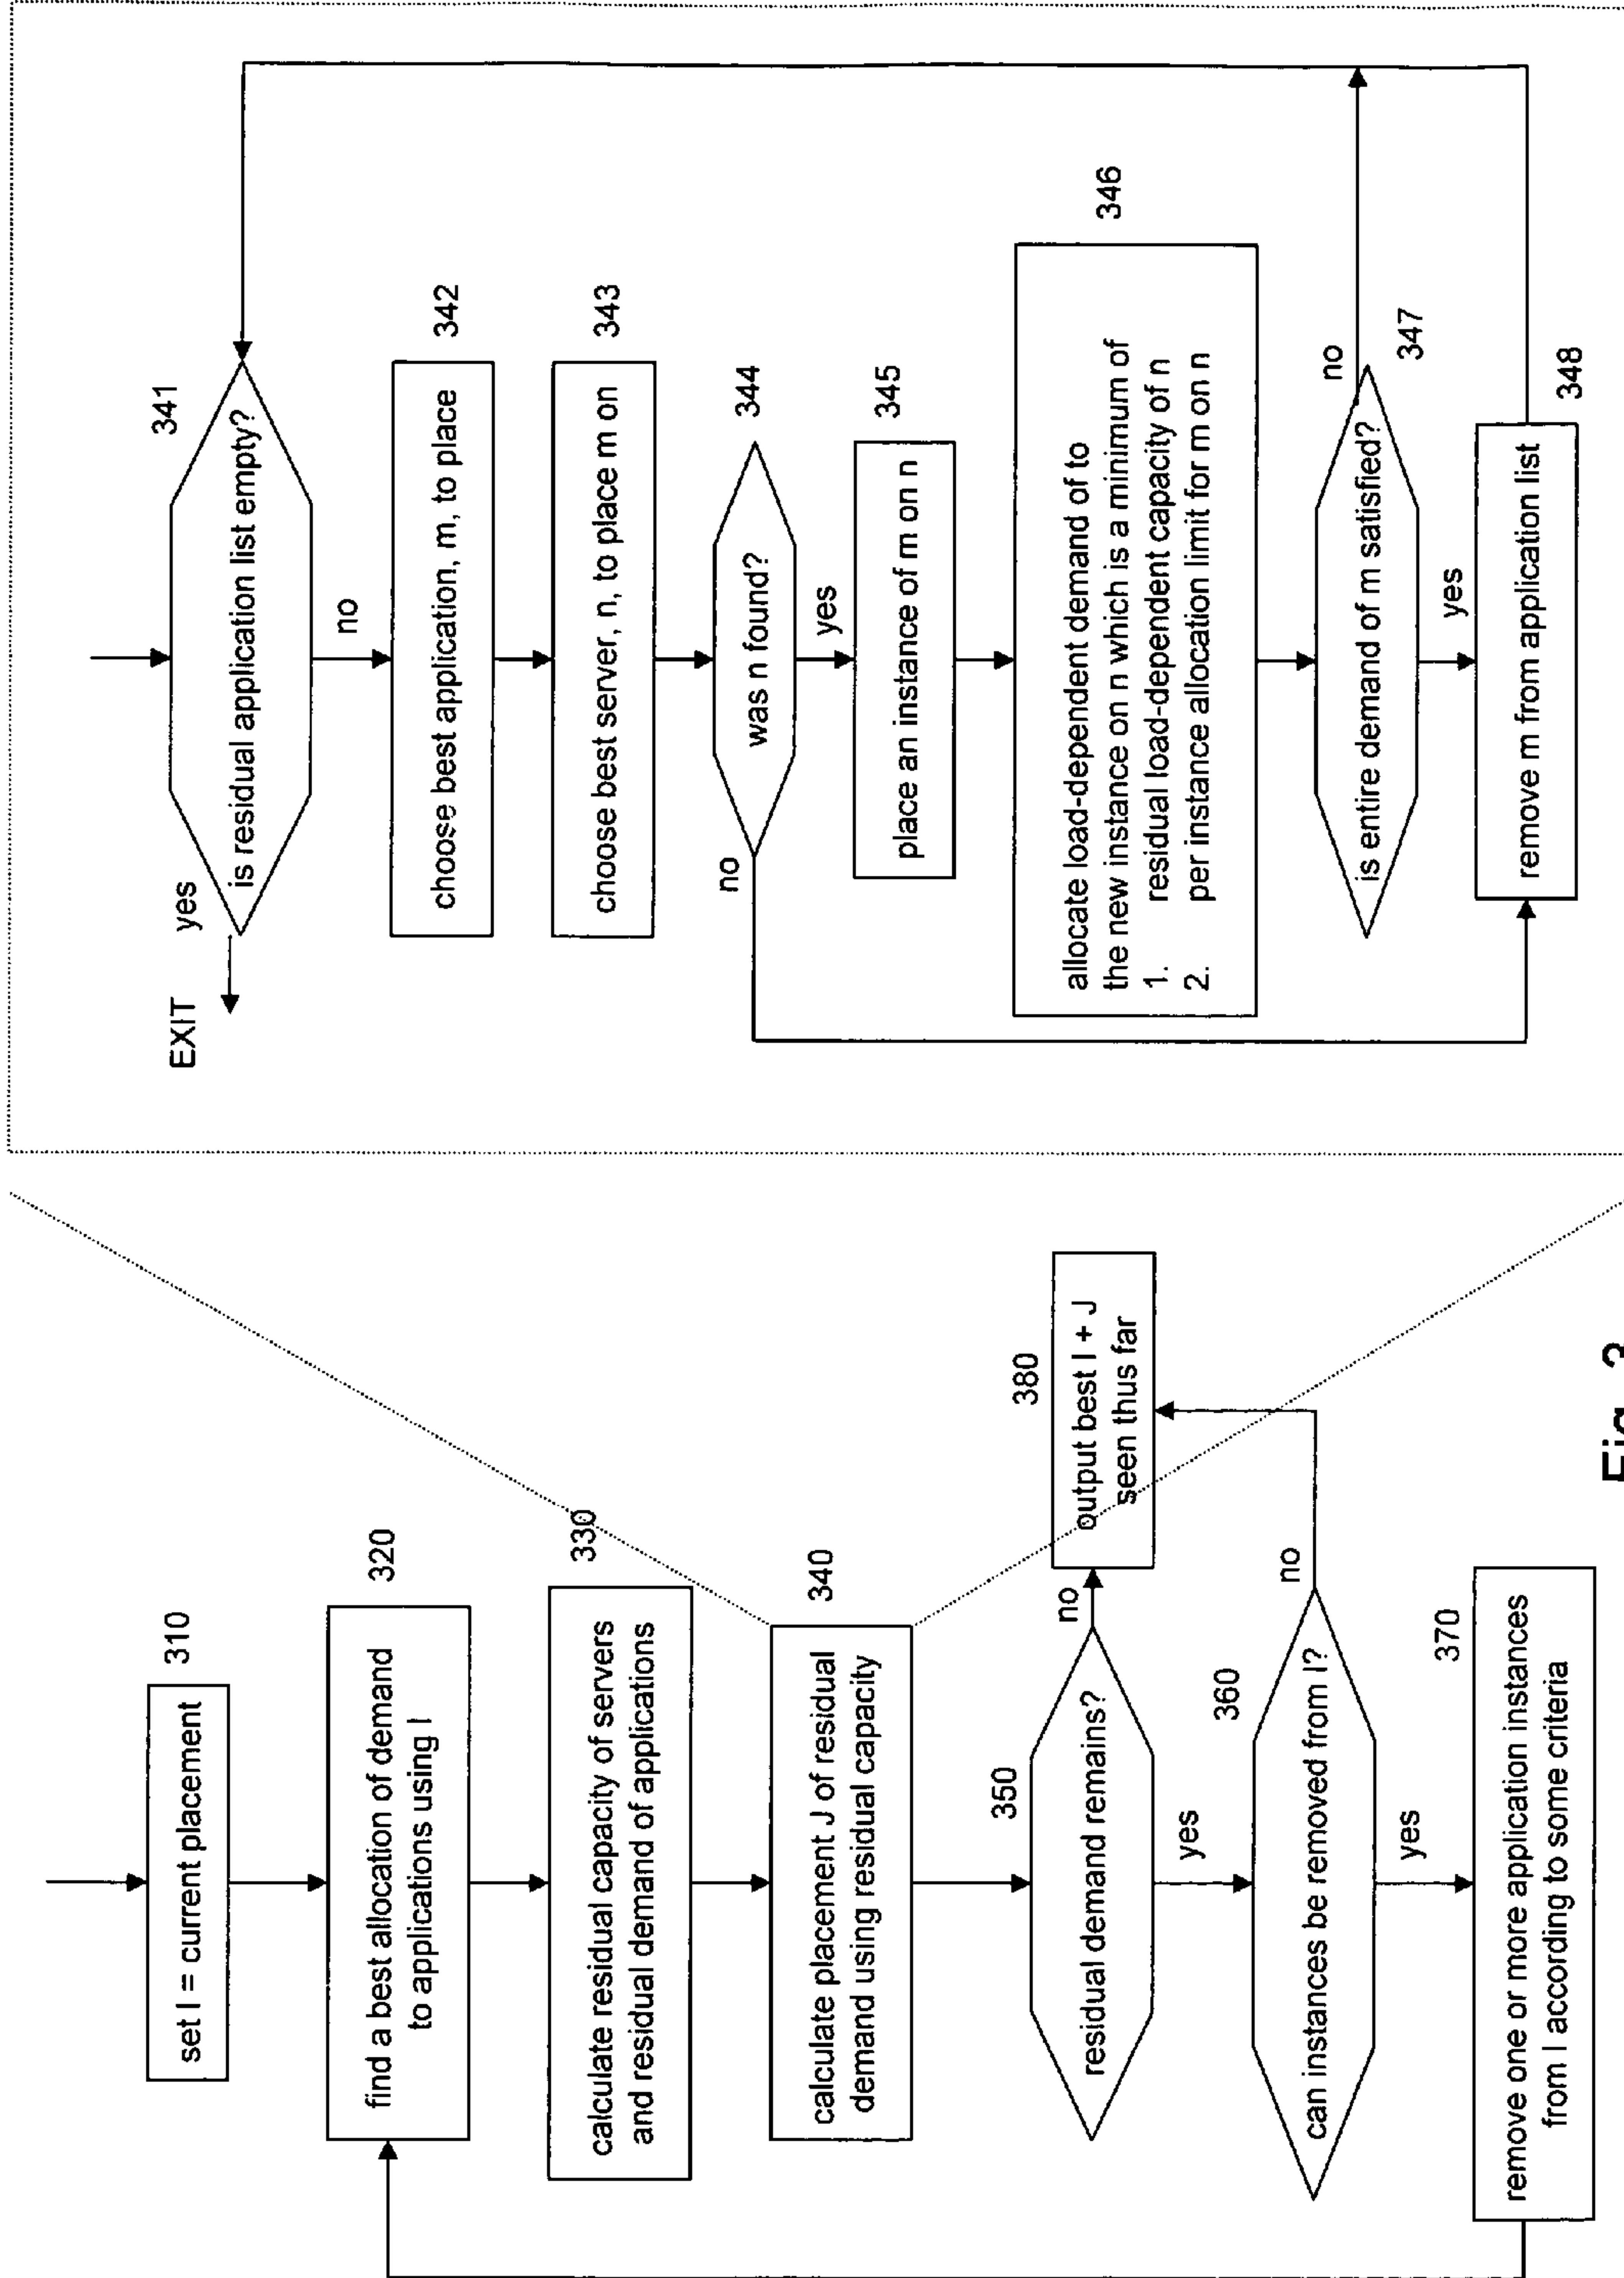 310
set I = current placement
320
find a best allocation of demand
to applications using I
330
calculate residual capacity of servers
and residual demand of applications
340
calculate placement J of residual
demand using residual capacity
350
residual demand remains?
no
yes
380
output best I + J
seen thus far
360
can instances be removed from I?
no
yes
370
remove one or more application instances
from I according to some criteria
Fig. 3
EXIT
yes
341
is residual application list empty?
no
342
choose best application, m, to place
343
choose best server, n, to place m on
344
was n found?
no
yes
345
place an instance of m on n
346
allocate load-dependent demand of to
the new instance on n which is a minimum of
1. residual load-dependent capacity of n
2. per instance allocation limit for m on n
347
is entire demand of m satisfied?
no
yes
348
remove m from application list